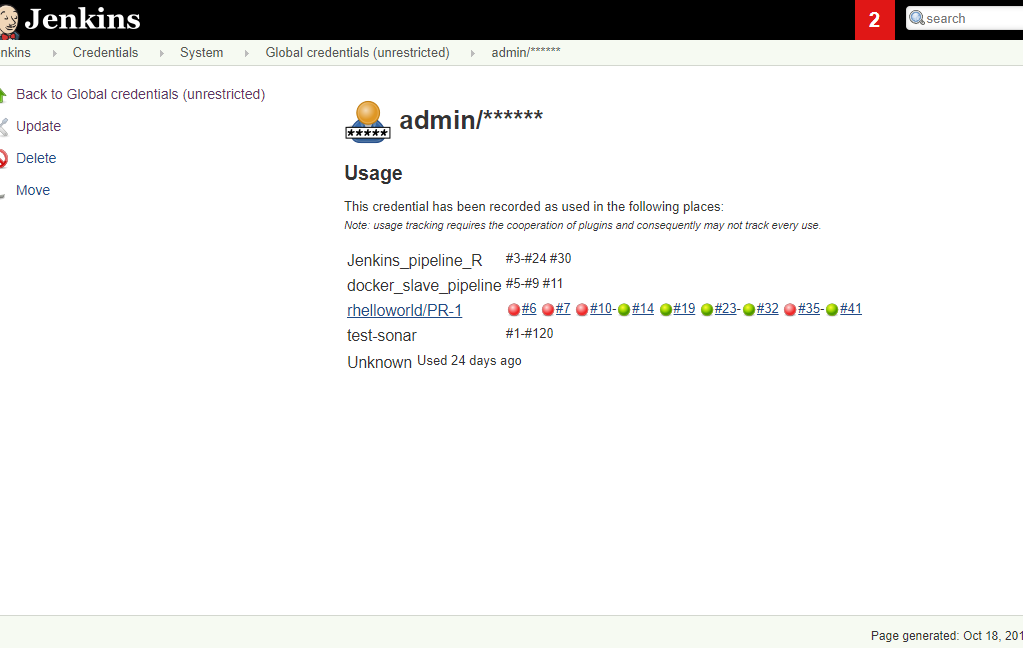 Jenkins
2
search
nkins Credentials System Global credentials (unrestricted) admin/******
Back to Global credentials (unrestricted)
Update
Delete
Move
*****
admin/******
Usage
This credential has been recorded as used in the following places:
Note: usage tracking requires the cooperation of plugins and consequently may not track every use.
Jenkins_pipeline_R #3-#24 #30
docker_slave_pipeline #5-#9 #11
rhelloworld/PR-1 #6 #7 #10-#14 #19 #23-#32 #35-#41
test-sonar #1-#120
Unknown Used 24 days ago
Page generated: Oct 18, 201